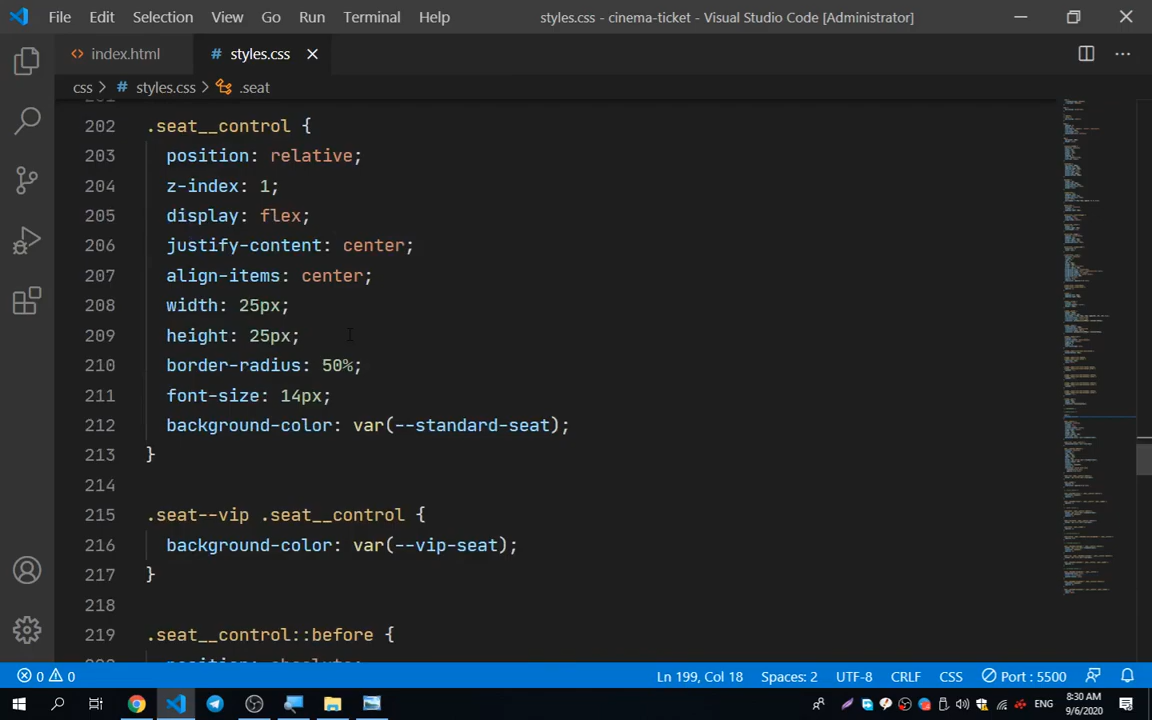 File Edit Selection View Go Run Terminal Help styles.css - cinema-ticket - Visual Studio Code [Administrator]
<> index.html # styles.css
css > # styles.css > .seat
202 .seat__control {
203 position: relative;
204 z-index: 1;
205 display: flex;
206 justify-content: center;
207 align-items: center;
208 width: 25px;
209 height: 25px;
210 border-radius: 50%;
211 font-size: 14px;
212 background-color: var(--standard-seat);
213 }
214
215 .seat--vip .seat__control {
216 background-color: var(--vip-seat);
217 }
218
219 .seat__control::before {
0 0 Ln 199, Col 18 Spaces: 2 UTF-8 CRLF CSS Port : 5500
ENG 8:30 AM
9/6/2020